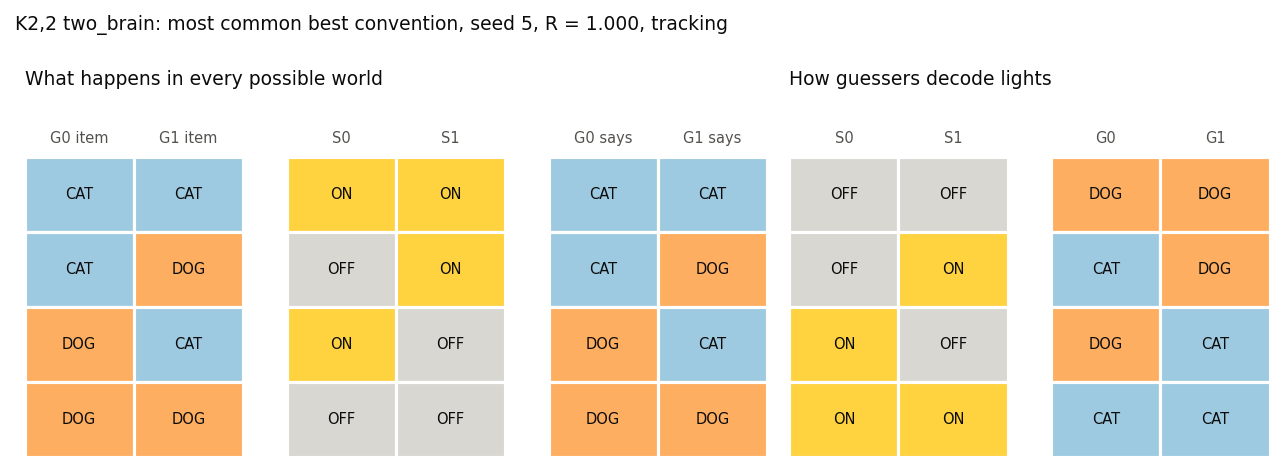 K2,2 two_brain: most common best convention, seed 5, R = 1.000, tracking
What happens in every possible world How guessers decode lights
G0 item G1 item S0 S1 G0 says G1 says S0 S1 G0 G1
CAT CAT ON ON CAT CAT OFF OFF DOG DOG
CAT DOG OFF ON CAT DOG OFF ON CAT DOG
DOG CAT ON OFF DOG CAT ON OFF DOG CAT
DOG DOG OFF OFF DOG DOG ON ON CAT CAT